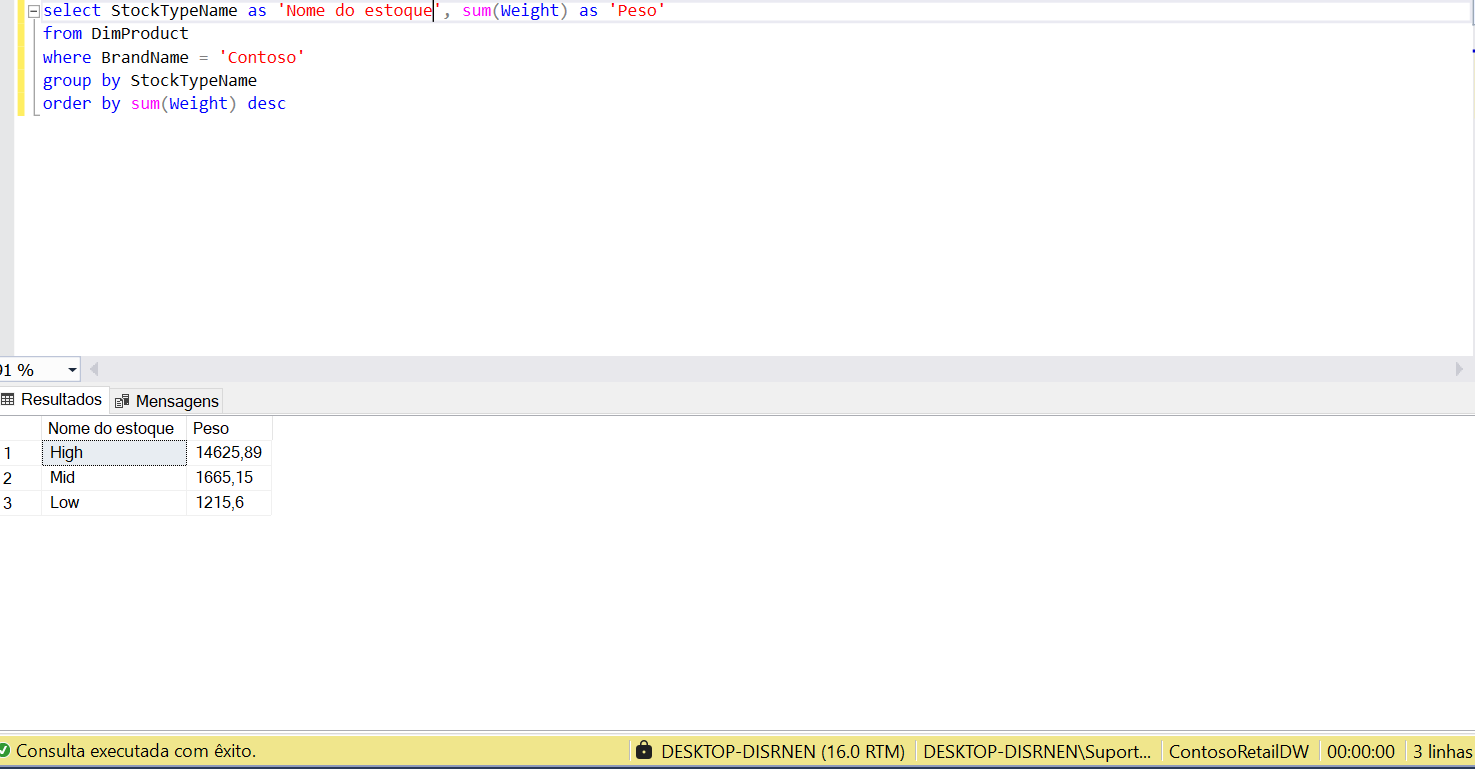 select StockTypeName as 'Nome do estoque', sum(Weight) as 'Peso'
from DimProduct
where BrandName = 'Contoso'
group by StockTypeName
order by sum(Weight) desc
91 %
Resultados Mensagens
Nome do estoque Peso
1 High 14625,89
2 Mid 1665,15
3 Low 1215,6
Consulta executada com êxito. DESKTOP-DISRNEN (16.0 RTM) DESKTOP-DISRNEN\Suport... ContosoRetailDW 00:00:00 3 linhas